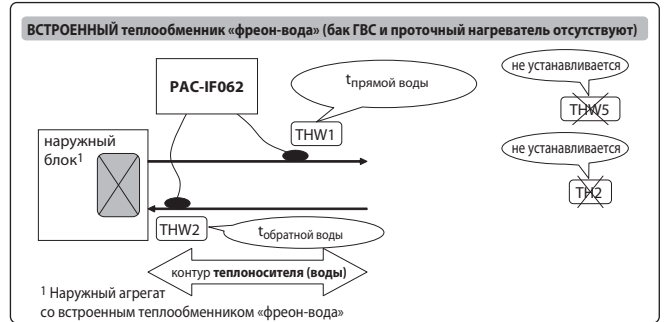 ВСТРОЕННЫЙ теплообменник «фреон-вода» (бак ГВС и проточный нагреватель отсутствуют)
PAC-IF062
tпрямой воды
не устанавливается
THW5
THW1
наружный
блок1
не устанавливается
TH2
THW2
tобратной воды
контур теплоносителя (воды)
1 Наружный агрегат
со встроенным теплообменником «фреон-вода»